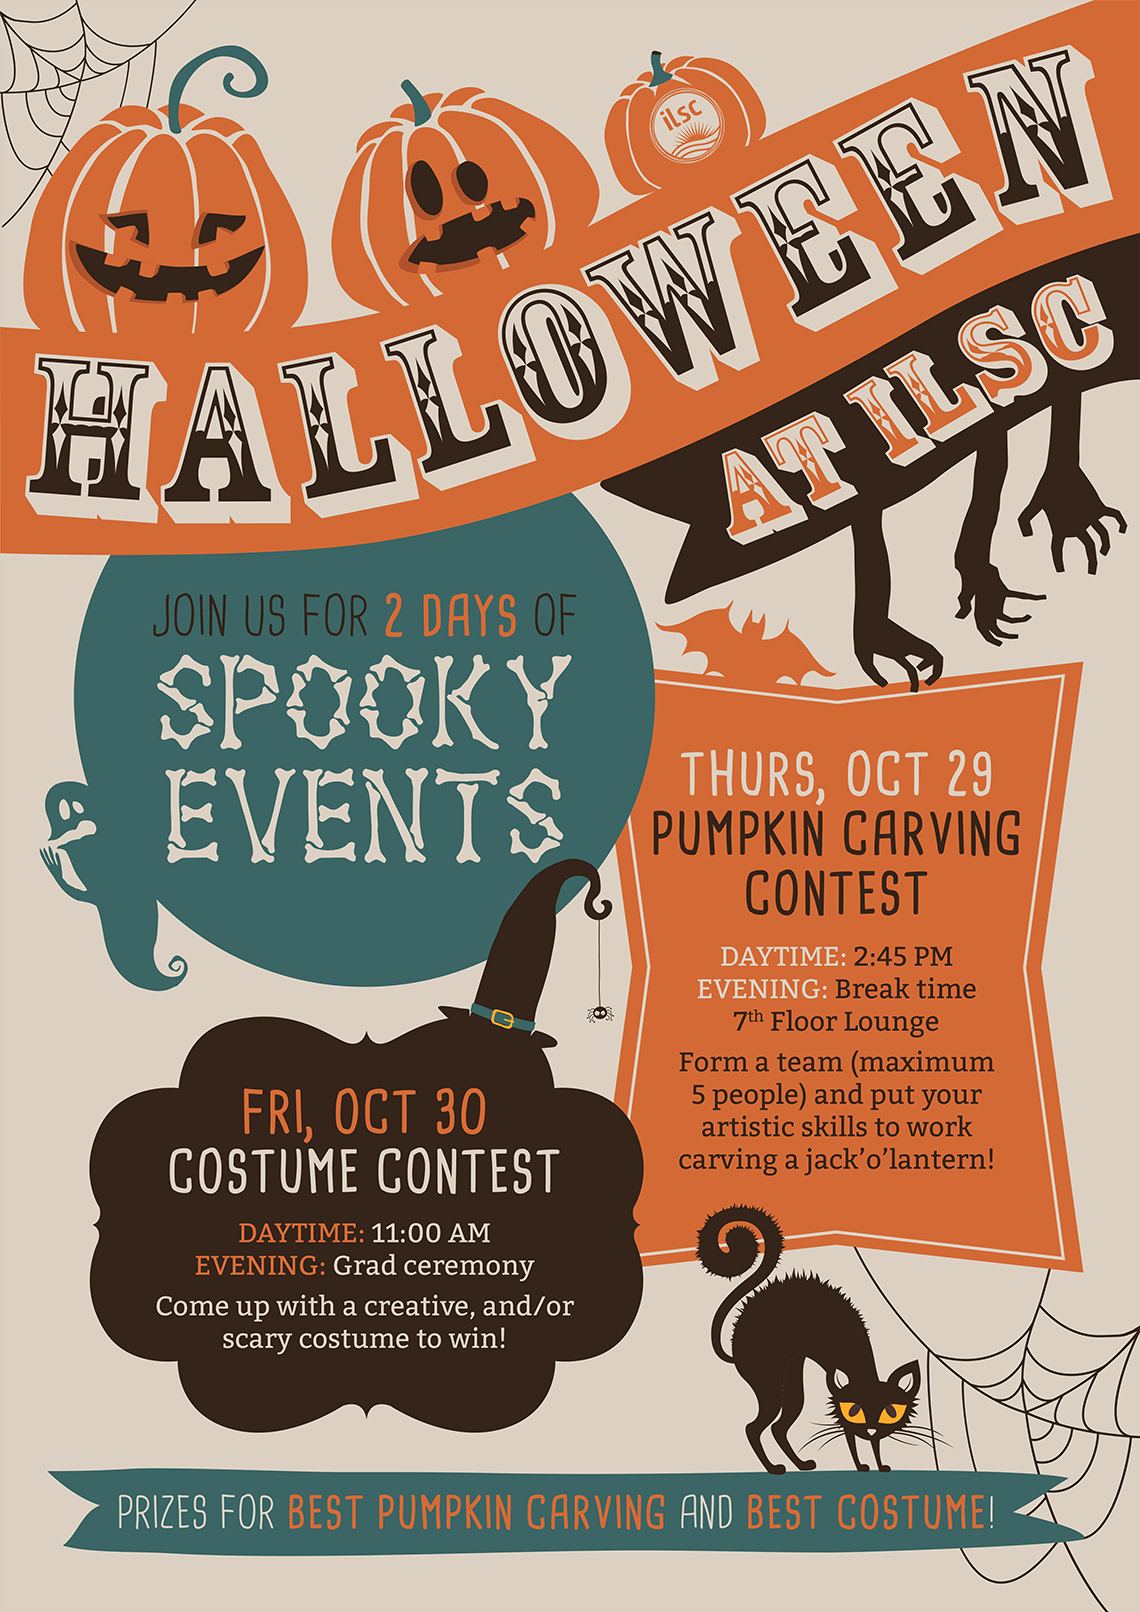 ilsc
HALLOWEEN
AT ILSC
JOIN US FOR 2 DAYS OF
SPOOKY
EVENTS
THURS, OCT 29
PUMPKIN CARVING
CONTEST
DAYTIME: 2:45 PM
EVENING: Break time
7th Floor Lounge
Form a team (maximum
5 people) and put your
artistic skills to work
carving a jack’o’lantern!
FRI, OCT 30
COSTUME CONTEST
DAYTIME: 11:00 AM
EVENING: Grad ceremony
Come up with a creative, and/or
scary costume to win!
PRIZES FOR BEST PUMPKIN CARVING AND BEST COSTUME!